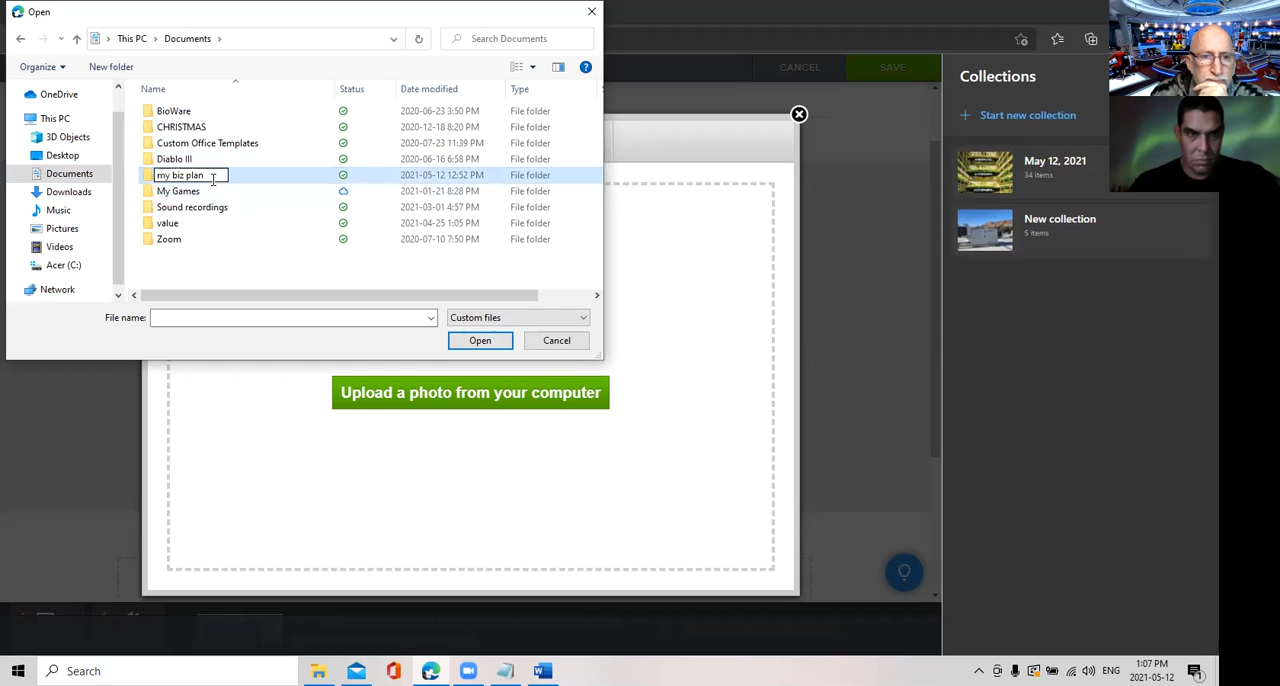 Open
This PC > Documents >
Search Documents
Organize
New folder
Name Status Date modified Type
OneDrive
This PC
3D Objects
Desktop
Documents
Downloads
Music
Pictures
Videos
Acer (C:)
Network
BioWare 2020-06-23 3:50 PM File folder
CHRISTMAS 2020-12-18 8:20 PM File folder
Custom Office Templates 2020-07-23 11:39 PM File folder
Diablo III 2020-06-16 6:58 PM File folder
my biz plan 2021-05-12 12:52 PM File folder
My Games 2021-01-21 8:28 PM File folder
Sound recordings 2021-03-01 4:57 PM File folder
value 2021-04-25 1:05 PM File folder
Zoom 2020-07-10 7:50 PM File folder
File name:
Custom files
Open
Cancel
CANCEL
SAVE
Upload a photo from your computer
Collections
+ Start new collection
May 12, 2021
34 items
New collection
5 items
Search
ENG
1:07 PM
2021-05-12
1